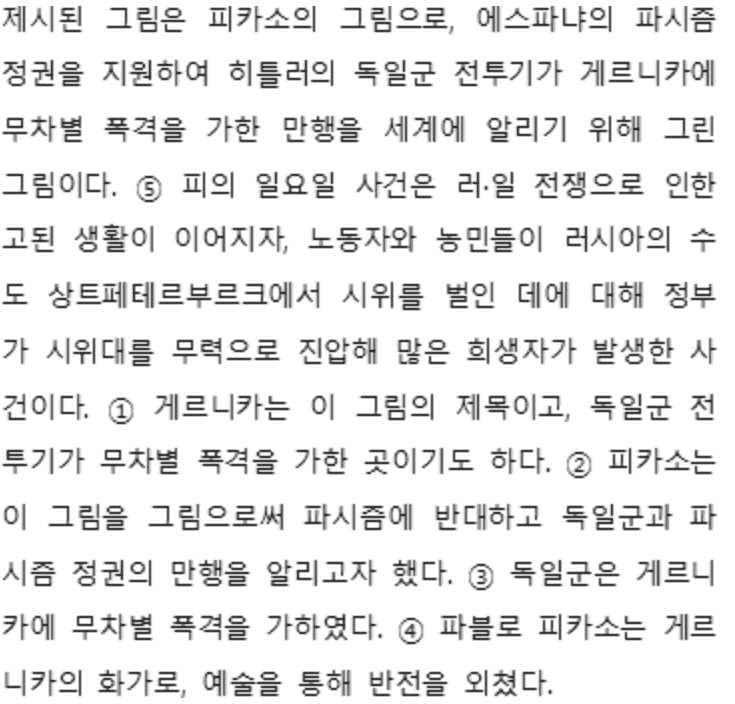 제시된 그림은 피카소의 그림으로, 에스파냐의 파시즘
정권을 지원하여 히틀러의 독일군 전투기가 게르니카에
무차별 폭격을 가한 만행을 세계에 알리기 위해 그린
그림이다. ⑤ 피의 일요일 사건은 러·일 전쟁으로 인한
고된 생활이 이어지자, 노동자와 농민들이 러시아의 수
도 상트페테르부르크에서 시위를 벌인 데에 대해 정부
가 시위대를 무력으로 진압해 많은 희생자가 발생한 사
건이다. ① 게르니카는 이 그림의 제목이고, 독일군 전
투기가 무차별 폭격을 가한 곳이기도 하다. ② 피카소는
이 그림을 그림으로써 파시즘에 반대하고 독일군과 파
시즘 정권의 만행을 알리고자 했다. ③ 독일군은 게르니
카에 무차별 폭격을 가하였다. ④ 파블로 피카소는 게르
니카의 화가로, 예술을 통해 반전을 외쳤다.